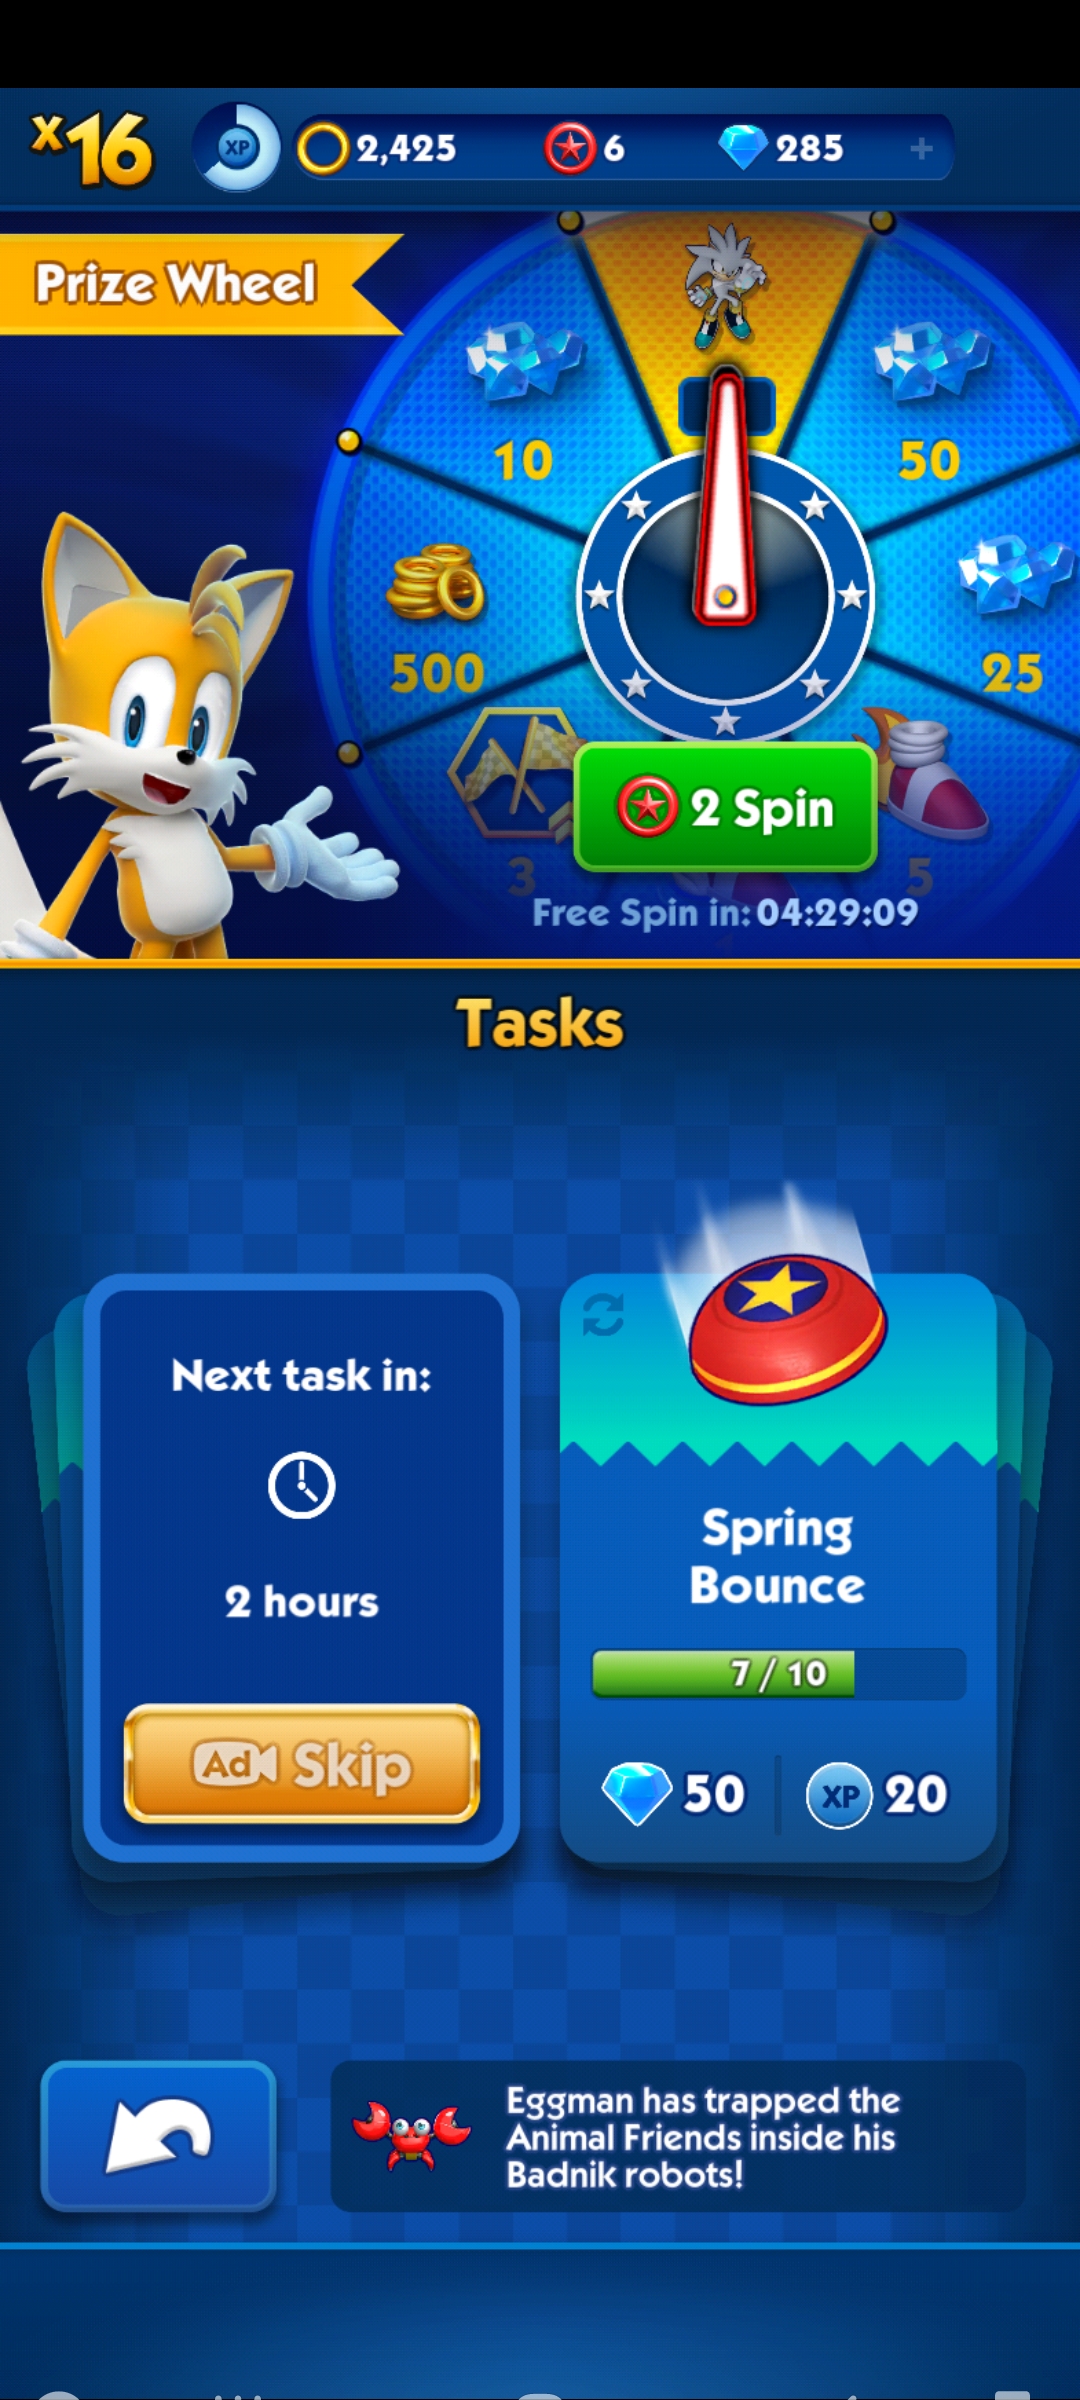 x16
XP
2,425
6
285
+
Prize Wheel
10
50
500
25
3
5
2 Spin
Free Spin in: 04:29:09
Tasks
Next task in:
2 hours
Ad Skip
Spring
Bounce
7 / 10
50
XP 20
Eggman has trapped the
Animal Friends inside his
Badnik robots!